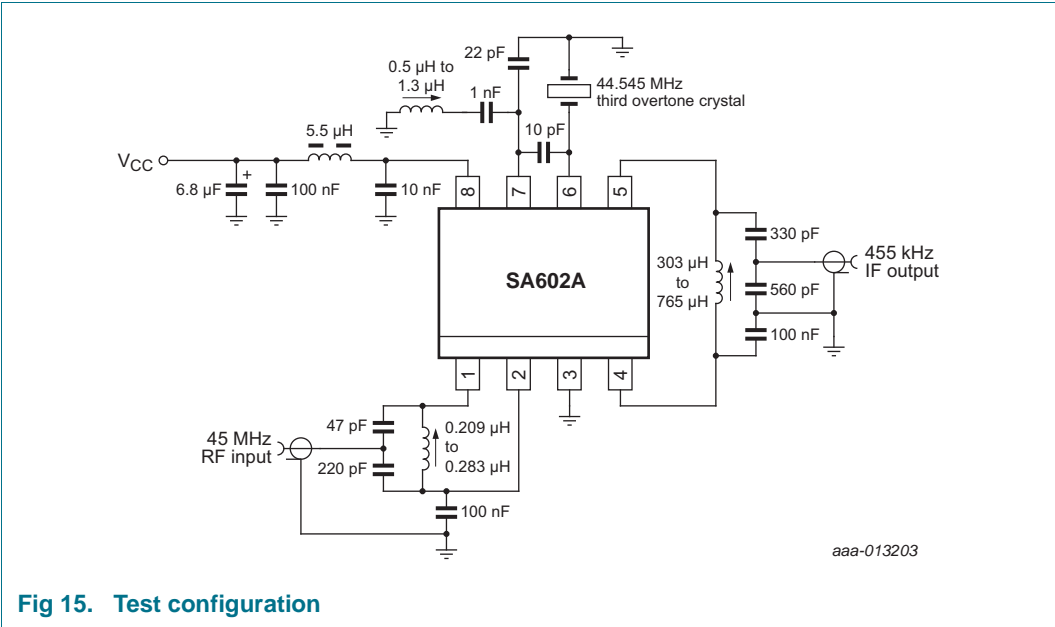 22 pF
0.5 µH to
1.3 µH
1 nF
44.545 MHz
third overtone crystal
10 pF
5.5 µH
VCC
+
6.8 µF
100 nF
10 nF
8
7
6
5
SA602A
330 pF
455 kHz
IF output
303 µH
to
765 µH
560 pF
100 nF
1
2
3
4
47 pF
0.209 µH
to
0.283 µH
45 MHz
RF input
220 pF
100 nF
aaa-013203
Fig 15. Test configuration